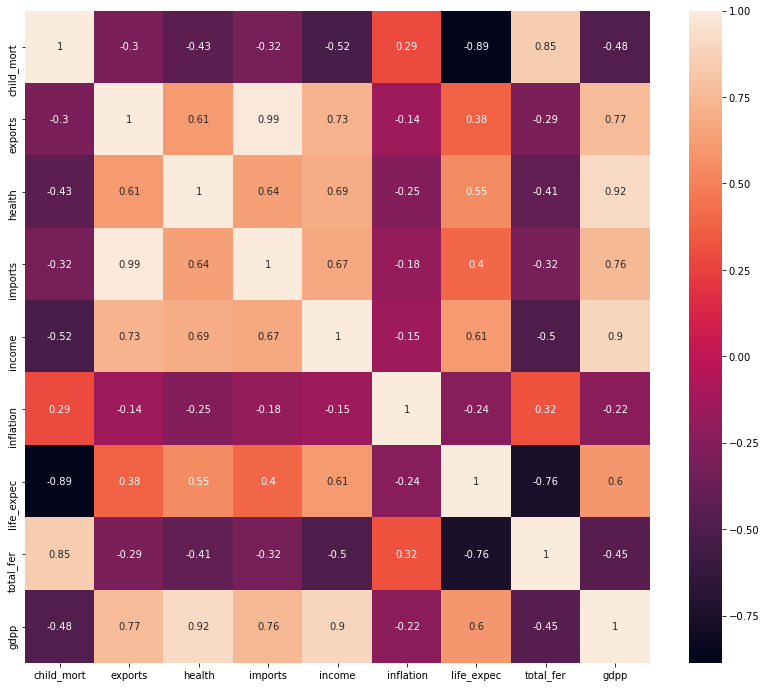 child_mort 1 -0.3 -0.43 -0.32 -0.52 0.29 -0.89 0.85 -0.48
exports -0.3 1 0.61 0.99 0.73 -0.14 0.38 -0.29 0.77
health -0.43 0.61 1 0.64 0.69 -0.25 0.55 -0.41 0.92
imports -0.32 0.99 0.64 1 0.67 -0.18 0.4 -0.32 0.76
income -0.52 0.73 0.69 0.67 1 -0.15 0.61 -0.5 0.9
inflation 0.29 -0.14 -0.25 -0.18 -0.15 1 -0.24 0.32 -0.22
life_expec -0.89 0.38 0.55 0.4 0.61 -0.24 1 -0.76 0.6
total_fer 0.85 -0.29 -0.41 -0.32 -0.5 0.32 -0.76 1 -0.45
gdpp -0.48 0.77 0.92 0.76 0.9 -0.22 0.6 -0.45 1
child_mort exports health imports income inflation life_expec total_fer gdpp
1.00
0.75
0.50
0.25
0.00
−0.25
−0.50
−0.75